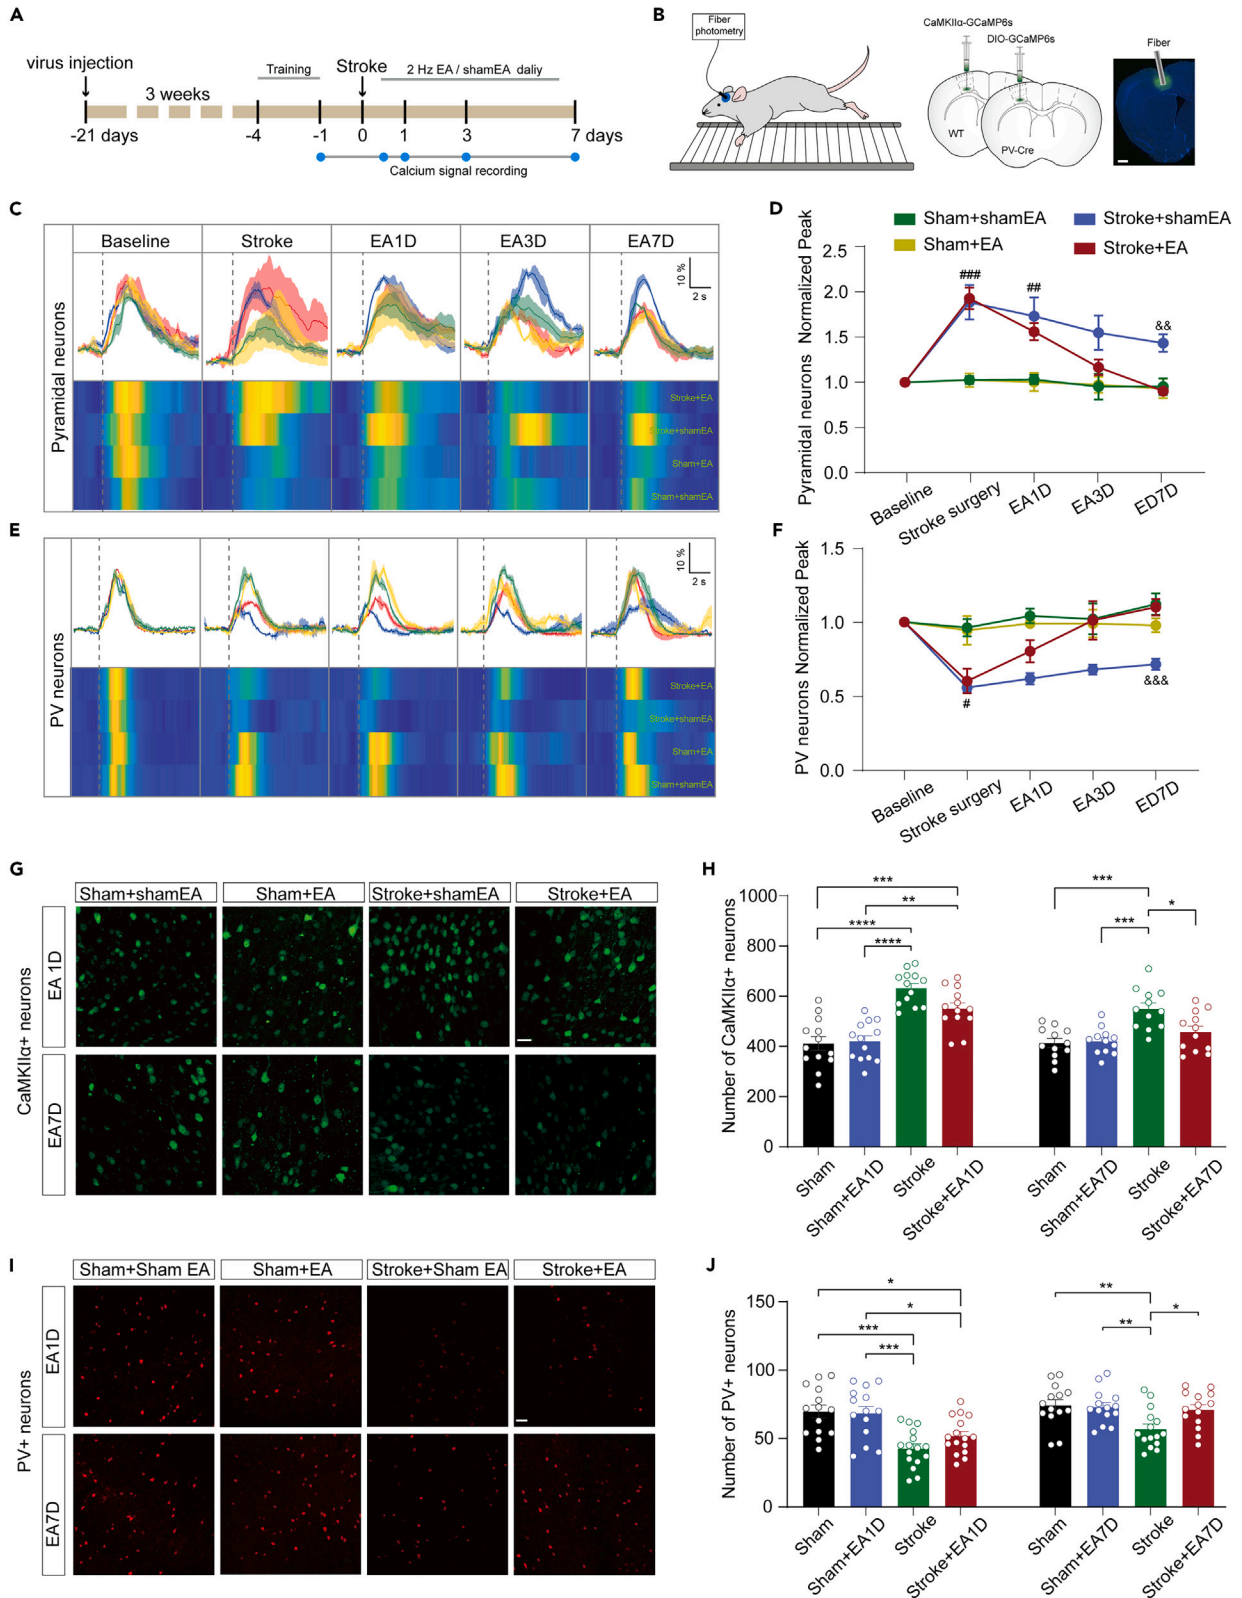 A
virus injection
3 weeks
Training
Stroke
2 Hz EA / shamEA daliy
-21 days
-4
-1
0
1
3
7 days
Calcium signal recording
B
Fiber
photometry
CaMKIIα-GCaMP6s
DIO-GCaMP6s
WT
PV-Cre
Fiber
C
Baseline
Stroke
EA1D
EA3D
EA7D
10 %
2 s
Pyramidal neurons
Stroke+EA
Stroke+shamEA
Sham+EA
Sham+shamEA
D
Sham+shamEA
Sham+EA
Stroke+shamEA
Stroke+EA
Pyramidal neurons Normalized Peak
2.5
2.0
1.5
1.0
0.5
0.0
###
##
&&
Baseline
Stroke surgery
EA1D
EA3D
ED7D
E
PV neurons
10 %
2 s
Stroke+EA
Stroke+shamEA
Sham+EA
Sham+shamEA
F
PV neurons Normalized Peak
1.5
1.0
0.5
0.0
#
&&&
Baseline
Stroke surgery
EA1D
EA3D
ED7D
G
Sham+shamEA
Sham+EA
Stroke+shamEA
Stroke+EA
CaMKIIα+ neurons
EA 1D
EA7D
H
Number of CaMKIIα+ neurons
1000
800
600
400
200
0
***
**
****
****
***
*
***
Sham
Sham+EA1D
Stroke
Stroke+EA1D
Sham
Sham+EA7D
Stroke
Stroke+EA7D
I
Sham+Sham EA
Sham+EA
Stroke+Sham EA
Stroke+EA
PV+ neurons
EA1D
EA7D
J
Number of PV+ neurons
150
100
50
0
*
*
***
***
**
*
**
Sham
Sham+EA1D
Stroke
Stroke+EA1D
Sham
Sham+EA7D
Stroke
Stroke+EA7D